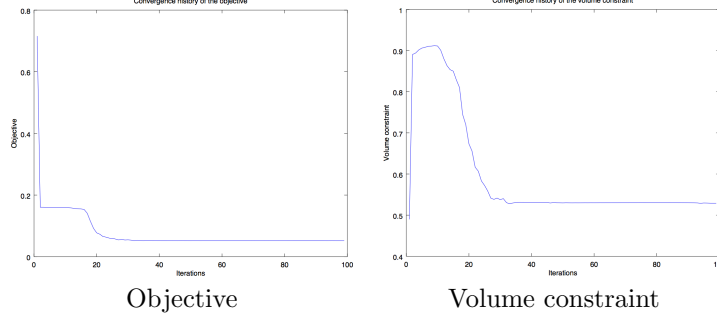 Convergence history of the objective
0.8
0.6
0.4
0.2
0
Objective
0 20 40 60 80 100
Iterations
Objective
Convergence history of the volume constraint
1
0.9
0.8
0.7
0.6
0.5
0.4
Volume constraint
0 20 40 60 80 100
Iterations
Volume constraint